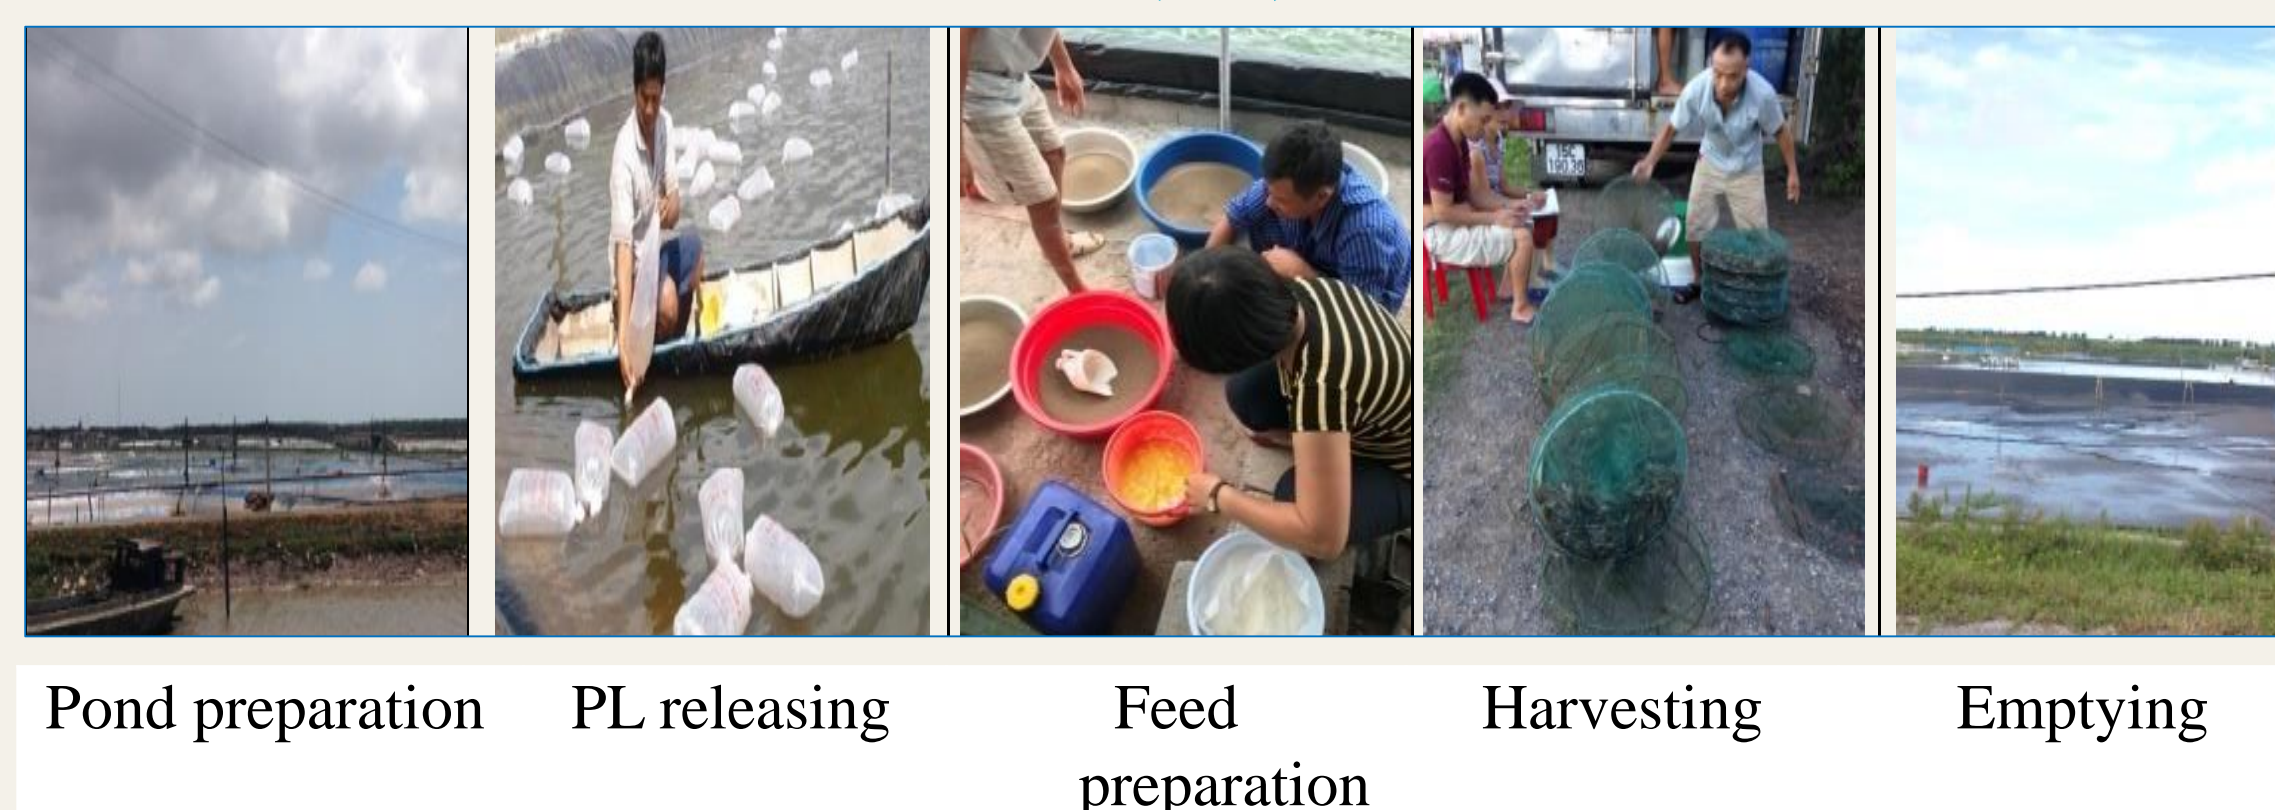 Pond preparation
PL releasing
Feed
preparation
Harvesting
Emptying